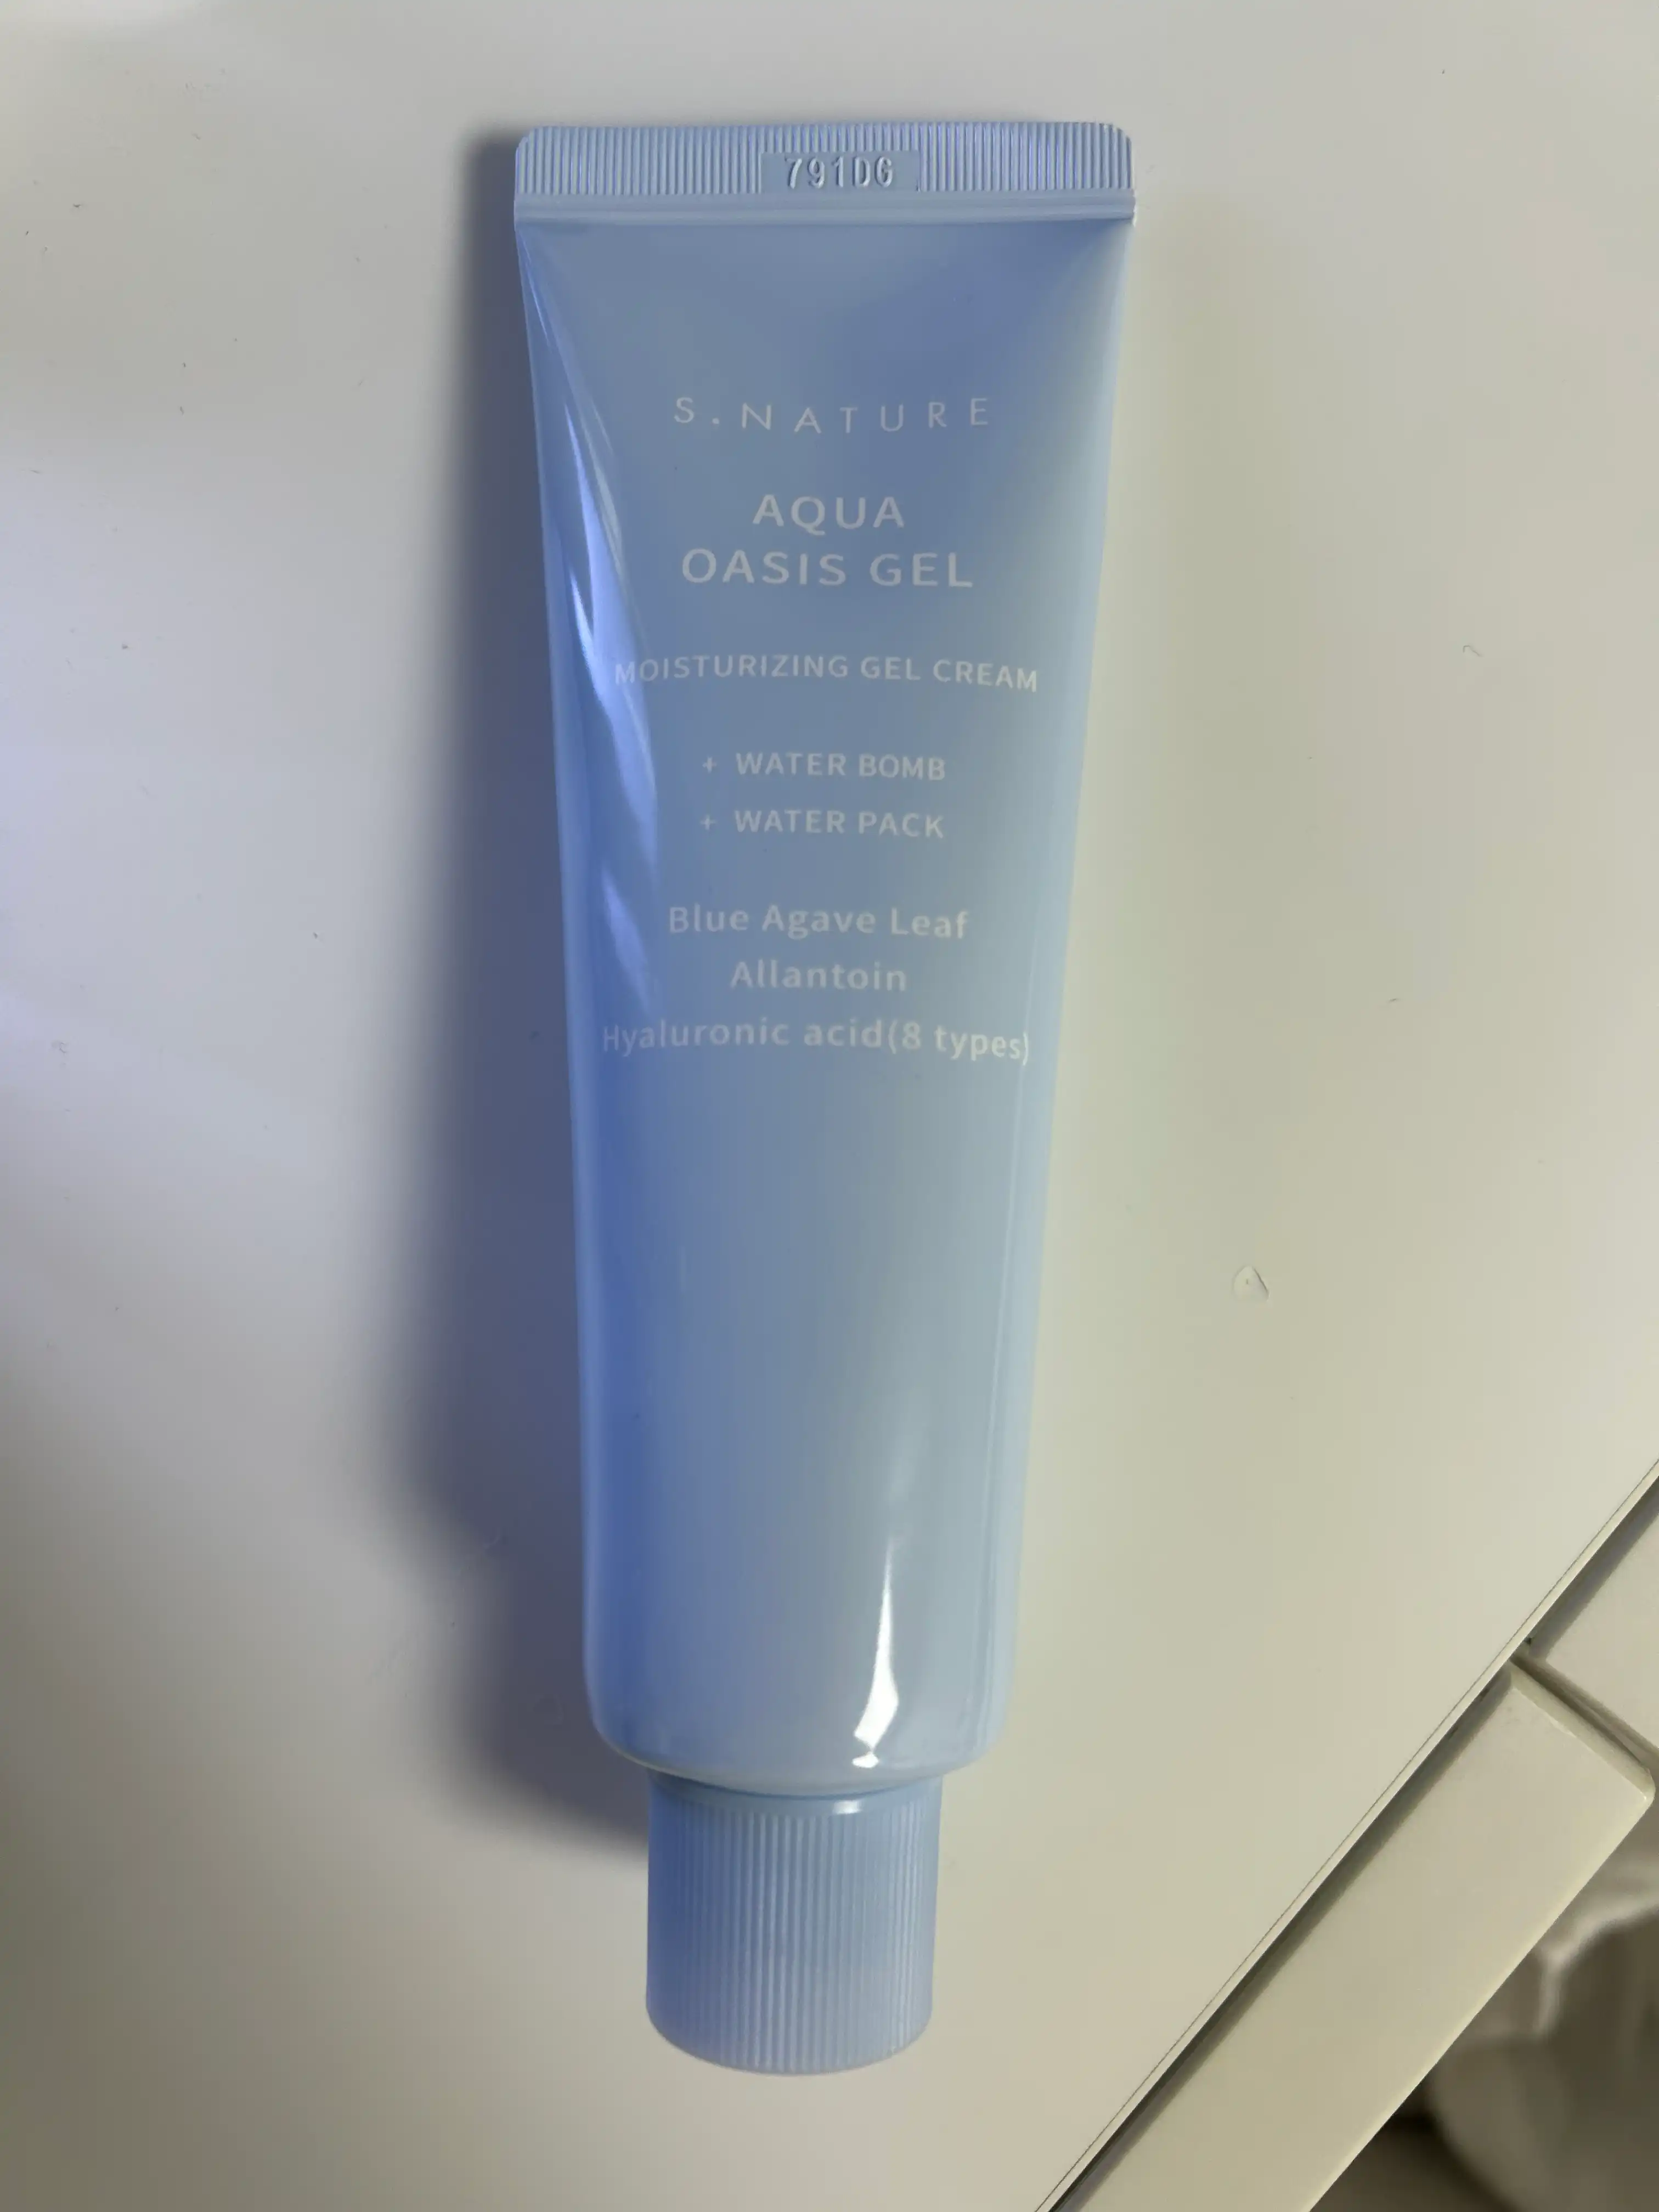 791DG
S.NATURE
AQUA
OASIS GEL
MOISTURIZING GEL CREAM
+ WATER BOMB
+ WATER PACK
Blue Agave Leaf
Allantoin
Hyaluronic acid(8 types)